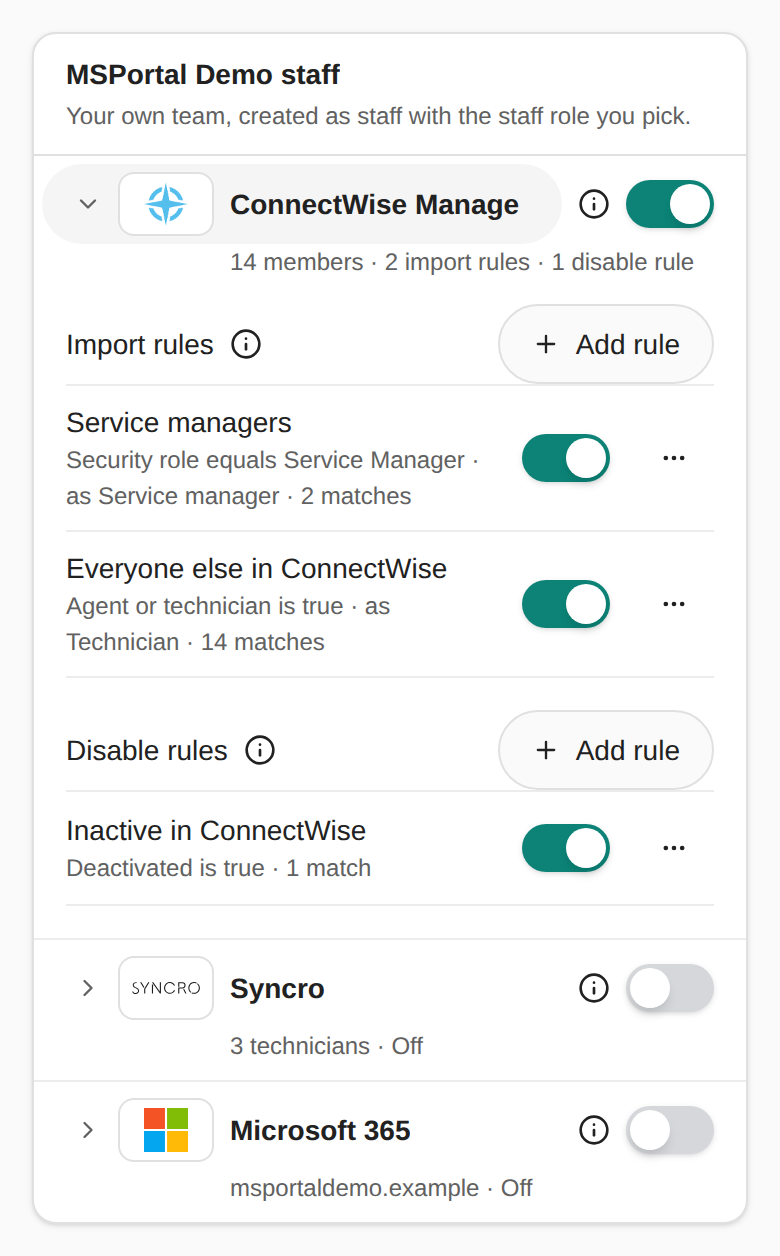 MSPortal Demo staff
Your own team, created as staff with the staff role you pick.
ConnectWise Manage
14 members · 2 import rules · 1 disable rule
Import rules
Add rule
Service managers
Security role equals Service Manager ·
as Service manager · 2 matches
Everyone else in ConnectWise
Agent or technician is true · as
Technician · 14 matches
Disable rules
Add rule
Inactive in ConnectWise
Deactivated is true · 1 match
SYNCRO
Syncro
3 technicians · Off
Microsoft 365
msportaldemo.example · Off